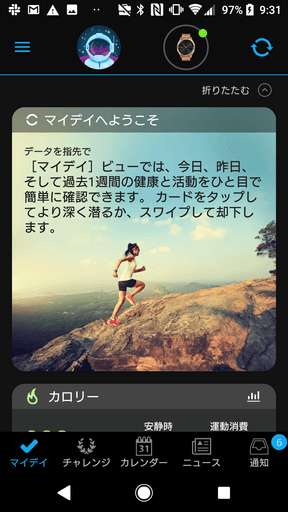 97% 9:31
折りたたむ
マイデイへようこそ
データを指先で
［マイデイ］ビューでは、今日、昨日、
そして過去1週間の健康と活動をひと目で
簡単に確認できます。 カードをタップし
てより深く潜るか、スワイプして却下し
ます。
カロリー
安静時 運動消費
6
31
マイデイ チャレンジ カレンダー ニュース 通知